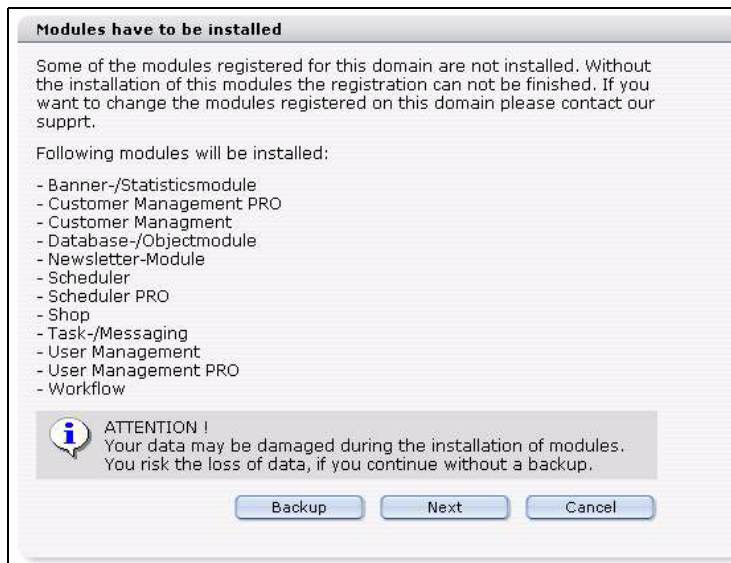 Modules have to be installed
Some of the modules registered for this domain are not installed. Without
the installation of this modules the registration can not be finished. If you
want to change the modules registered on this domain please contact our
supprt.
Following modules will be installed:
- Banner-/Statisticsmodule
- Customer Management PRO
- Customer Managment
- Database-/Objectmodule
- Newsletter-Module
- Scheduler
- Scheduler PRO
- Shop
- Task-/Messaging
- User Management
- User Management PRO
- Workflow
ATTENTION !
Your data may be damaged during the installation of modules.
You risk the loss of data, if you continue without a backup.
Backup Next Cancel